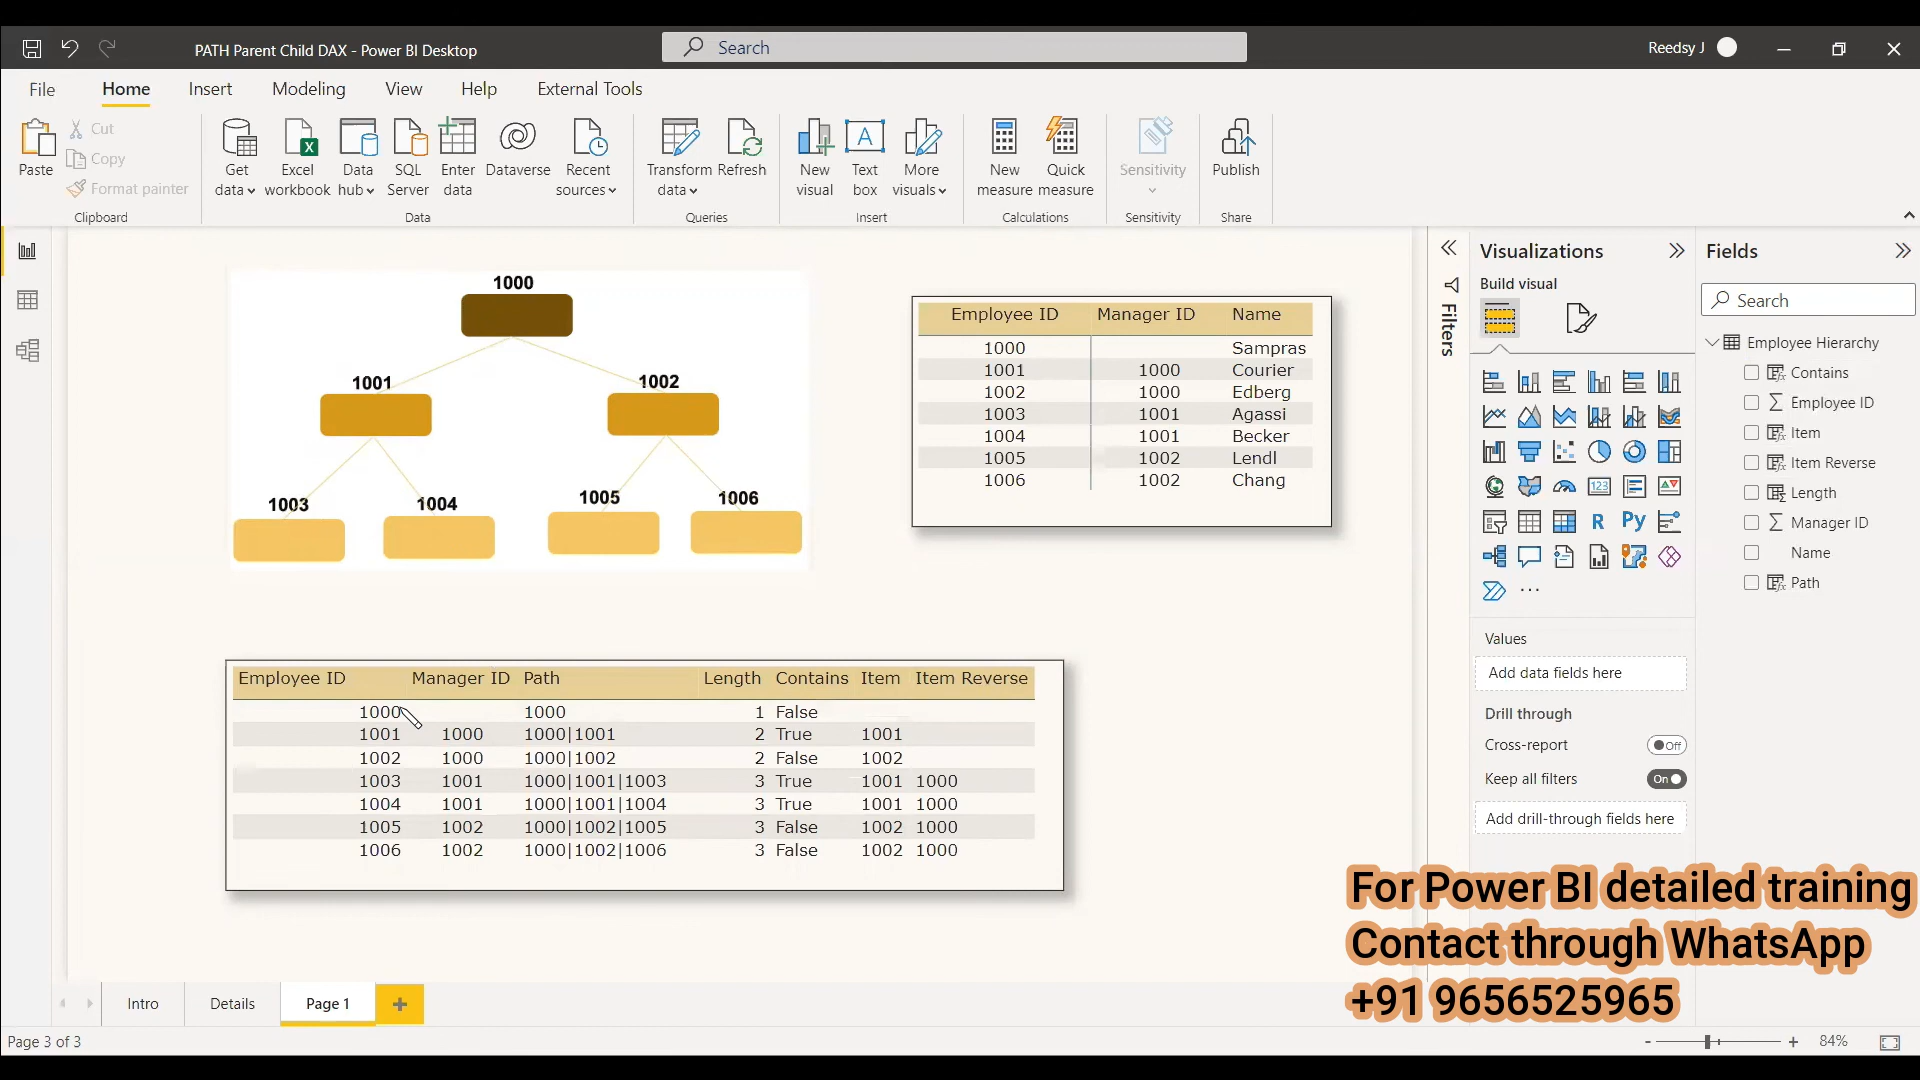 PATH Parent Child DAX - Power BI Desktop
Search
Reedsy J
File Home Insert Modeling View Help External Tools
Paste
Cut
Copy
Format painter
Clipboard
Get data
Excel workbook
Data hub
SQL Server
Enter data
Dataverse
Recent sources
Data
Transform data
Refresh
Queries
New visual
Text box
More visuals
Insert
New measure
Quick measure
Calculations
Sensitivity
Sensitivity
Publish
Share
1000
1001 1002
1003 1004 1005 1006
Employee ID Manager ID Name
1000 Sampras
1001 1000 Courier
1002 1000 Edberg
1003 1001 Agassi
1004 1001 Becker
1005 1002 Lendl
1006 1002 Chang
Employee ID Manager ID Path Length Contains Item Item Reverse
1000 1000 1 False
1001 1000 1000|1001 2 True 1001
1002 1000 1000|1002 2 False 1002
1003 1001 1000|1001|1003 3 True 1001 1000
1004 1001 1000|1001|1004 3 True 1001 1000
1005 1002 1000|1002|1005 3 False 1002 1000
1006 1002 1000|1002|1006 3 False 1002 1000
Filters
Visualizations
Build visual
123
R
Py
Values
Add data fields here
Drill through
Cross-report Off
Keep all filters On
Add drill-through fields here
Fields
Search
Employee Hierarchy
Contains
Employee ID
Item
Item Reverse
Length
Manager ID
Name
Path
For Power BI detailed training
Contact through WhatsApp
+91 9656525965
Intro Details Page 1
Page 3 of 3
84%